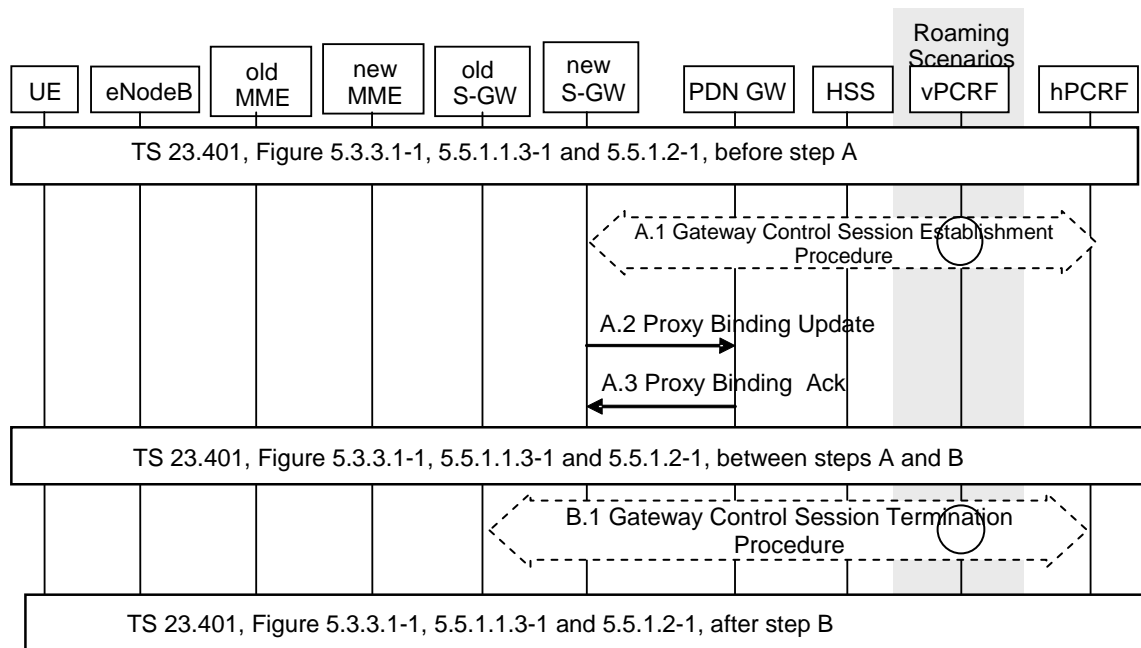 Roaming
Scenarios
UE
eNodeB
old
MME
new
MME
old
S-GW
new
S-GW
PDN GW
HSS
vPCRF
hPCRF
TS 23.401, Figure 5.3.3.1-1, 5.5.1.1.3-1 and 5.5.1.2-1, before step A
A.1 Gateway Control Session Establishment
Procedure
A.2 Proxy Binding Update
A.3 Proxy Binding Ack
TS 23.401, Figure 5.3.3.1-1, 5.5.1.1.3-1 and 5.5.1.2-1, between steps A and B
B.1 Gateway Control Session Termination
Procedure
TS 23.401, Figure 5.3.3.1-1, 5.5.1.1.3-1 and 5.5.1.2-1, after step B